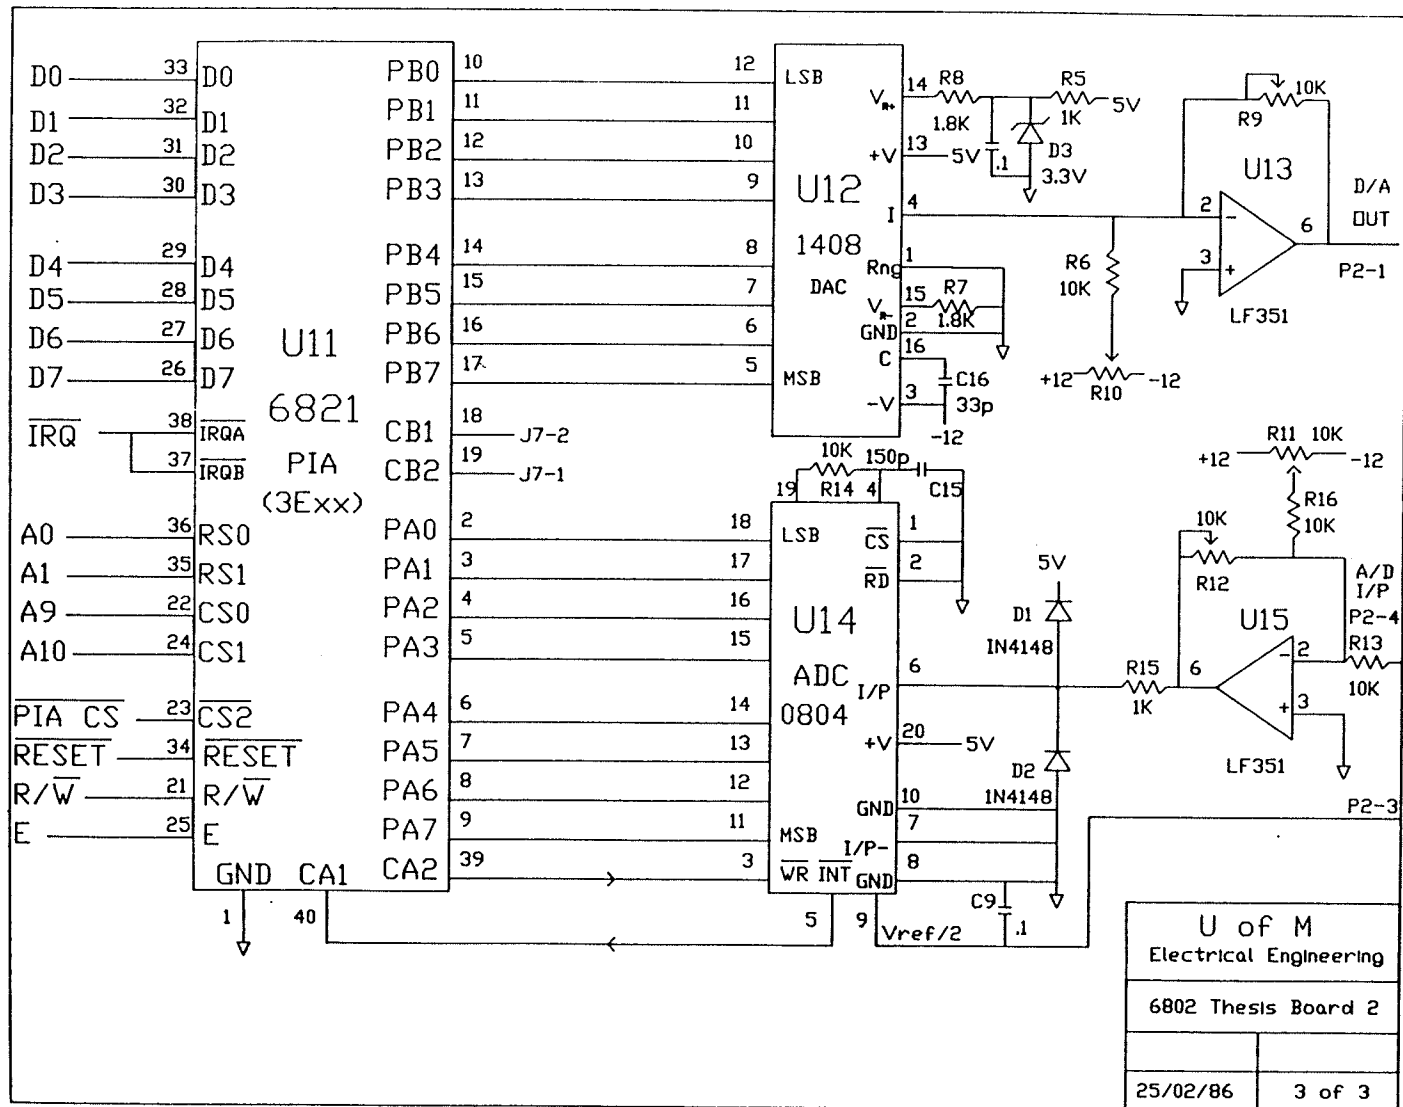 D0 33 D0 PB0 10 12 LSB
D1 32 D1 PB1 11 11
D2 31 D2 PB2 12 10
D3 30 D3 PB3 13 9
D4 29 D4 PB4 14 8
D5 28 D5 PB5 15 7
D6 27 D6 PB6 16 6
D7 26 D7 PB7 17 5 MSB
U11
6821
PIA
(3Exx)
IRQ 38 IRQA CB1 18 J7-2
37 IRQB CB2 19 J7-1
A0 36 RS0 PA0 2 18 LSB
A1 35 RS1 PA1 3 17
A9 22 CS0 PA2 4 16
A10 24 CS1 PA3 5 15
PIA CS 23 CS2 PA4 6 14
RESET 34 RESET PA5 7 13
R/W 21 R/W PA6 8 12
E 25 E PA7 9 11 MSB
GND CA1 CA2 39 3 WR INT
1 40 5 9 Vref/2
U12
1408
DAC
VR+ 14 R8 1.8K R5 1K 5V
+V 13 5V .1 D3 3.3V
I 4
Rng 1
VR- 15 R7 1.8K
GND 2
C 16 C16 33p
-V 3 -12
R6 10K
+12 R10 -12
R9 10K
U13
2 -
3 +
6
LF351
D/A
OUT
P2-1
10K R14 19
150p 4 C15
U14
ADC
0804
CS 1
RD 2
I/P 6
+V 20 5V
GND 10
I/P- 7
GND 8
C9 .1
5V
D1
IN4148
D2
1N4148
R15 1K
R11 10K
+12 -12
R16 10K
10K R12
A/D
I/P
P2-4
R13 10K
U15
6
- 2
+ 3
LF351
P2-3
U of M
Electrical Engineering
6802 Thesis Board 2
25/02/86 3 of 3